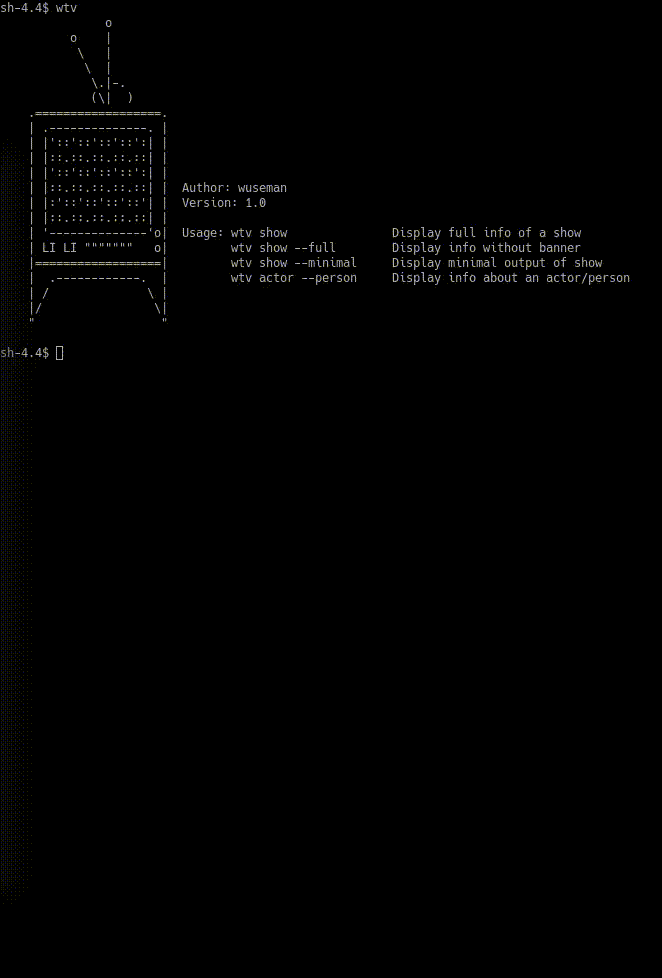 sh-4.4$ wtv
               o
          o    |
           \   |
            \  |
             \.|-.
             (\|  )
    .==================.
    | .--------------. |
    | |'::'::'::'::':| |
    | |::.::.::.::.::| |
    | |'::'::'::'::':| |
    | |::.::.::.::.::| |  Author: wuseman
    | |:'::'::'::'::'| |  Version: 1.0
    | |::.::.::.::.::| |
    | '--------------'o|  Usage: wtv show               Display full info of a show
    | LI LI """""""   o|         wtv show --full        Display info without banner
    |==================|         wtv show --minimal     Display minimal output of show
    |  .------------.  |         wtv actor --person     Display info about an actor/person
    | /              \ |
    |/                \|
    "                  "
sh-4.4$